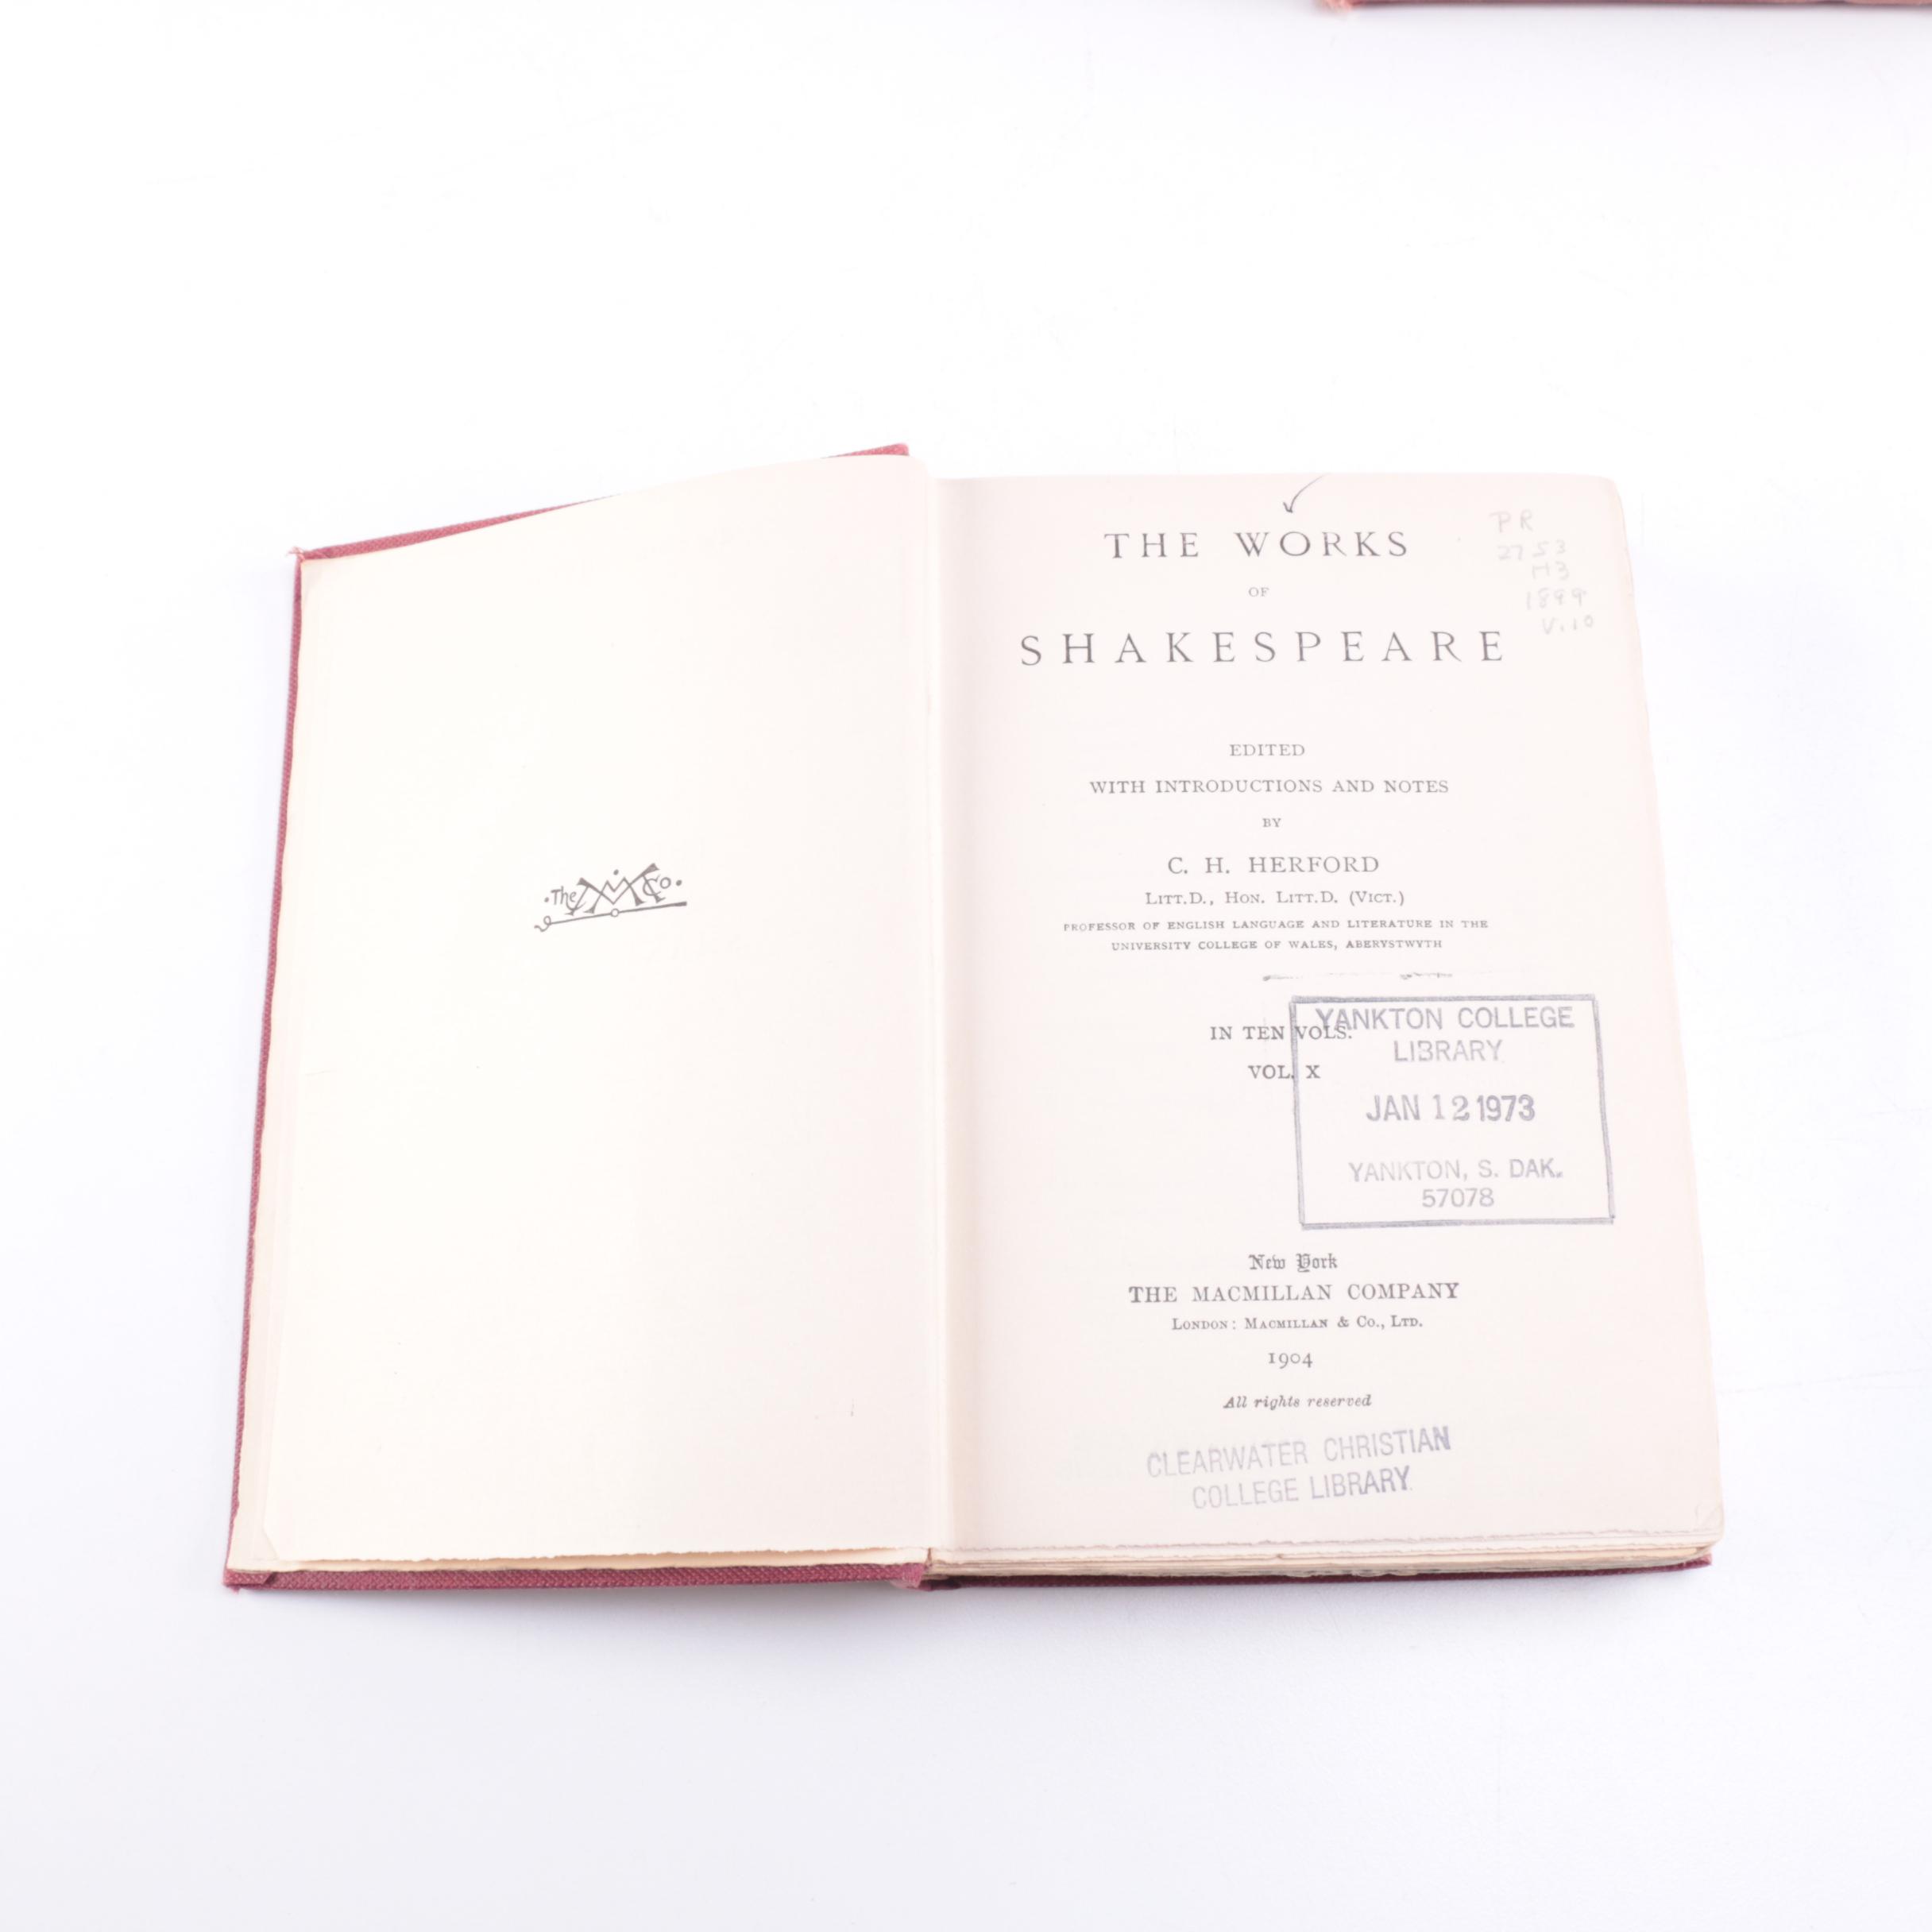 ·The M Co·
THE WORKS
OF
SHAKESPEARE
PR
2753
H3
1899
V.10
EDITED
WITH INTRODUCTIONS AND NOTES
BY
C. H. HERFORD
LITT.D., HON. LITT.D. (VICT.)
PROFESSOR OF ENGLISH LANGUAGE AND LITERATURE IN THE
UNIVERSITY COLLEGE OF WALES, ABERYSTWYTH
IN TEN VOLS.
VOL. X
YANKTON COLLEGE
LIBRARY
JAN 12 1973
YANKTON, S. DAK.
57078
New York
THE MACMILLAN COMPANY
LONDON: MACMILLAN & CO., LTD.
1904
All rights reserved
CLEARWATER CHRISTIAN
COLLEGE LIBRARY